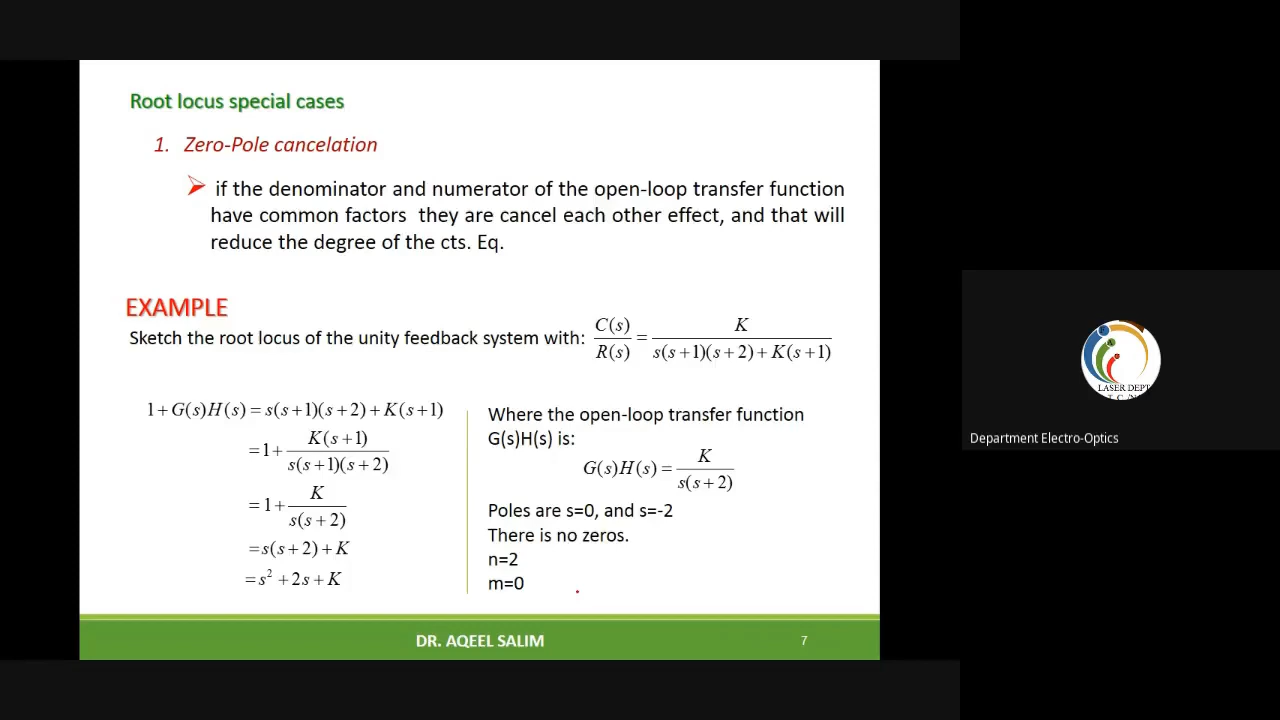 Root locus special cases
1. Zero-Pole cancelation
if the denominator and numerator of the open-loop transfer function
have common factors they are cancel each other effect, and that will
reduce the degree of the cts. Eq.
EXAMPLE
Sketch the root locus of the unity feedback system with: C(s)/R(s) = K/(s(s+1)(s+2)+K(s+1))
1+G(s)H(s) = s(s+1)(s+2)+K(s+1)
=1+ K(s+1)/(s(s+1)(s+2))
=1+ K/(s(s+2))
=s(s+2)+K
=s²+2s+K
Where the open-loop transfer function
G(s)H(s) is:
G(s)H(s) = K/(s(s+2))
Poles are s=0, and s=-2
There is no zeros.
n=2
m=0
DR. AQEEL SALIM
7
LASER DEPT
Department Electro-Optics